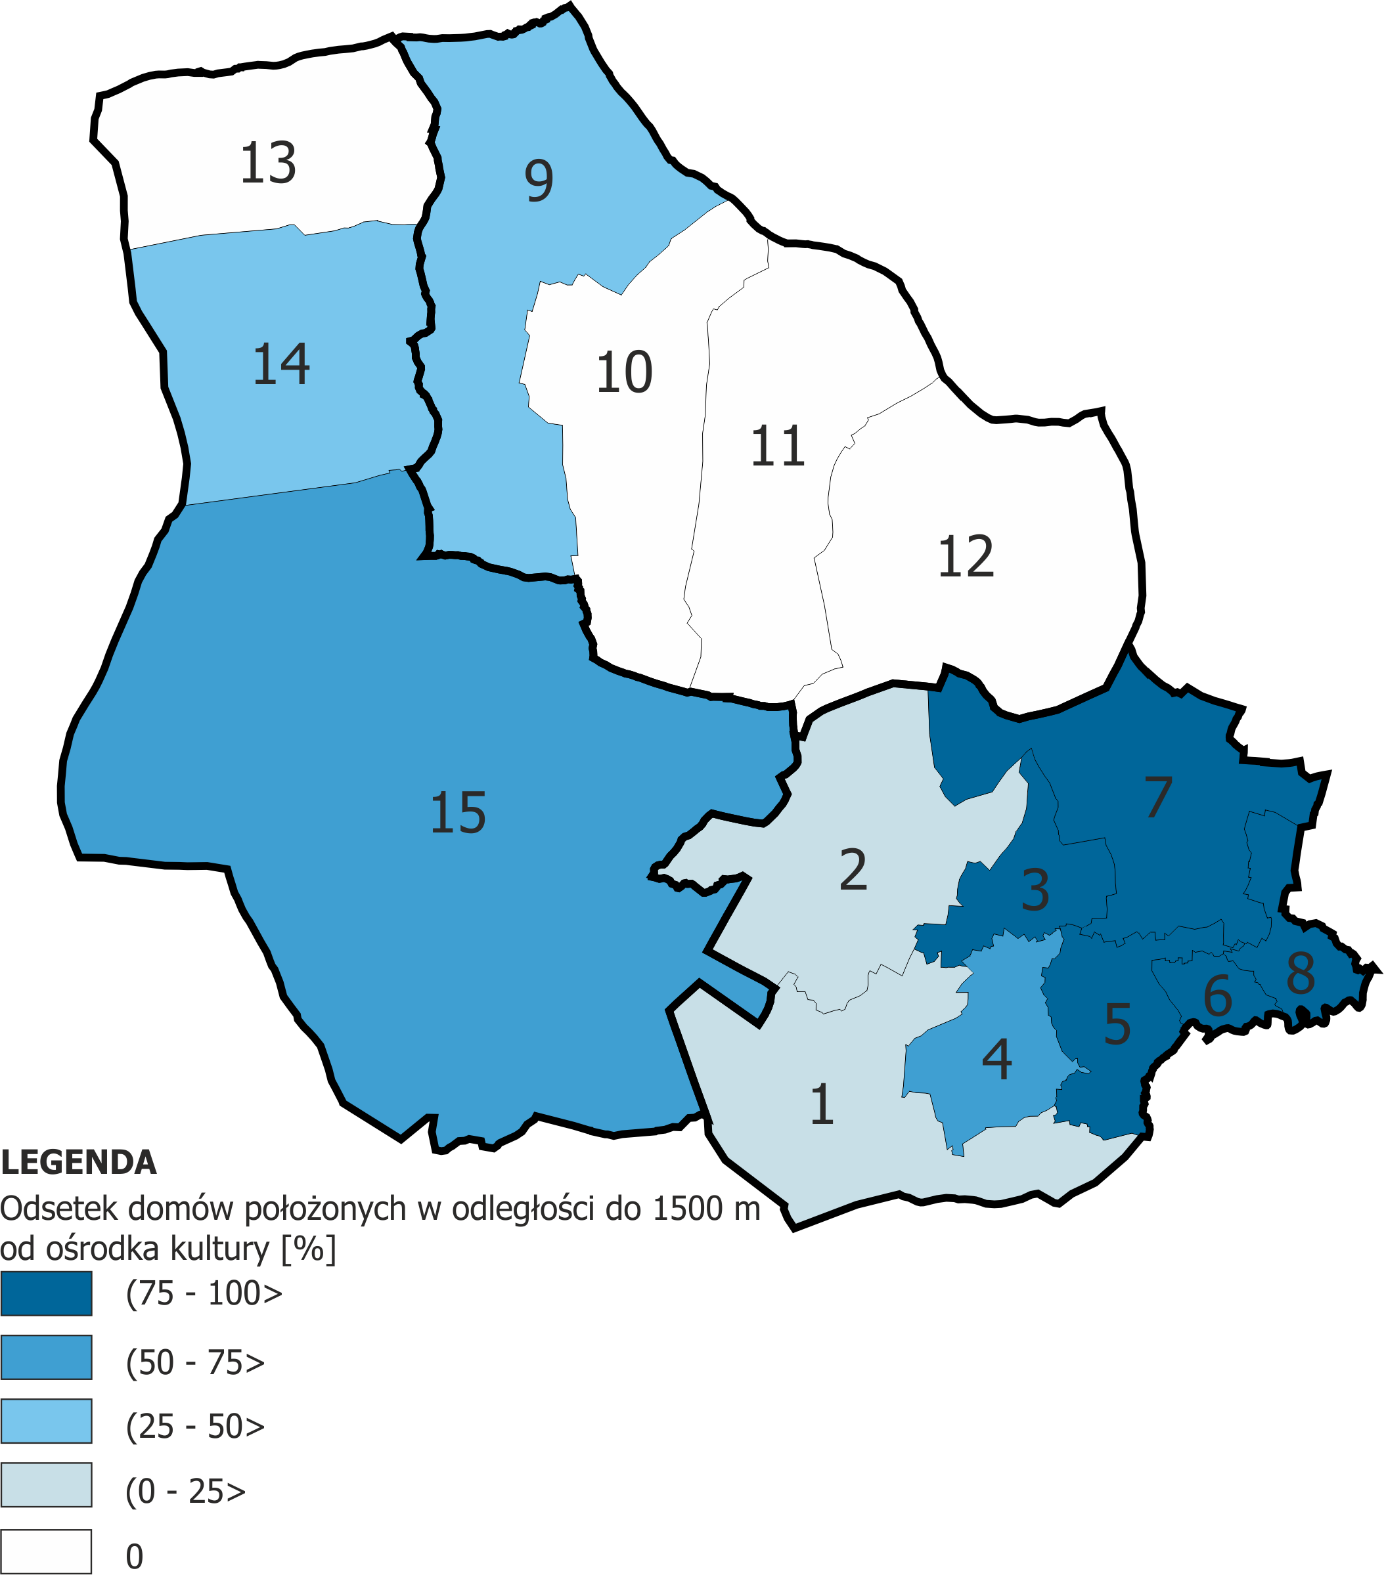 13
9
14
10
11
12
15
7
2
3
8
6
5
4
1
LEGENDA
Odsetek domów położonych w odległości do 1500 m
od ośrodka kultury [%]
(75 - 100>
(50 - 75>
(25 - 50>
(0 - 25>
0